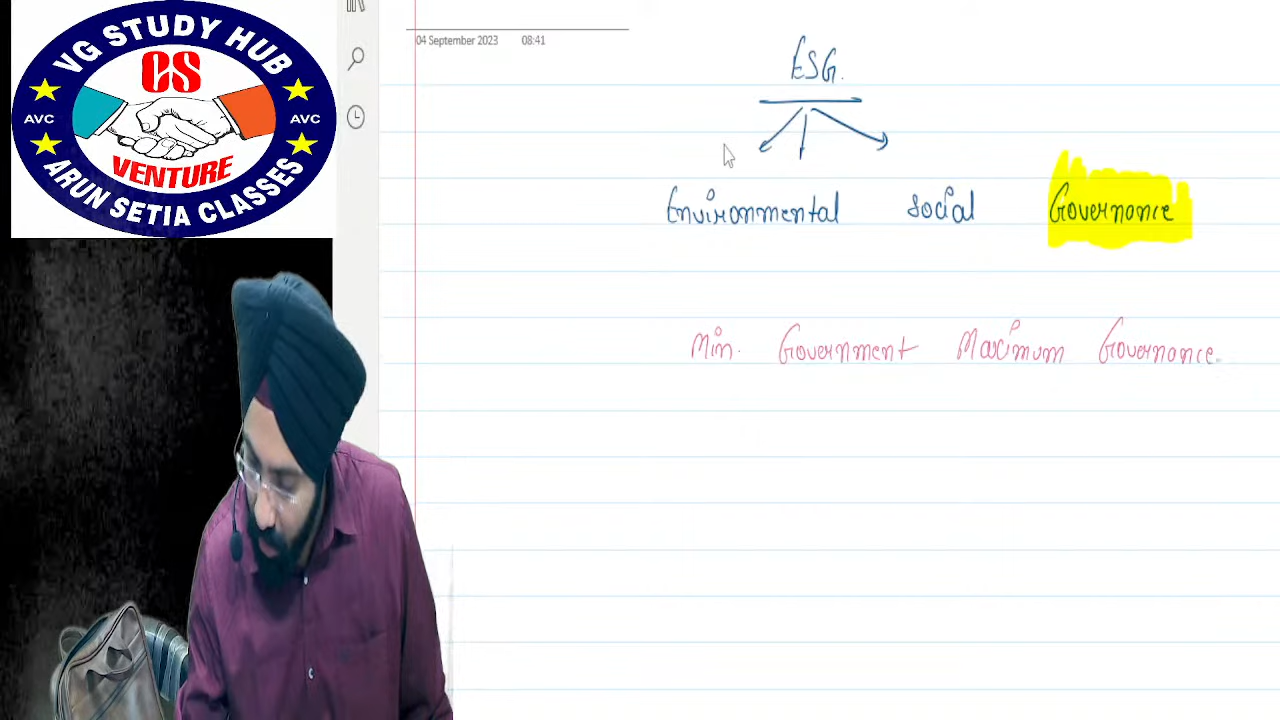 VG STUDY HUB
CS
AVC
AVC
VENTURE
ARUN SETIA CLASSES
04 September 2023 08:41
ESG.
Environmental Social Governance
Min. Government Maximum Governance.